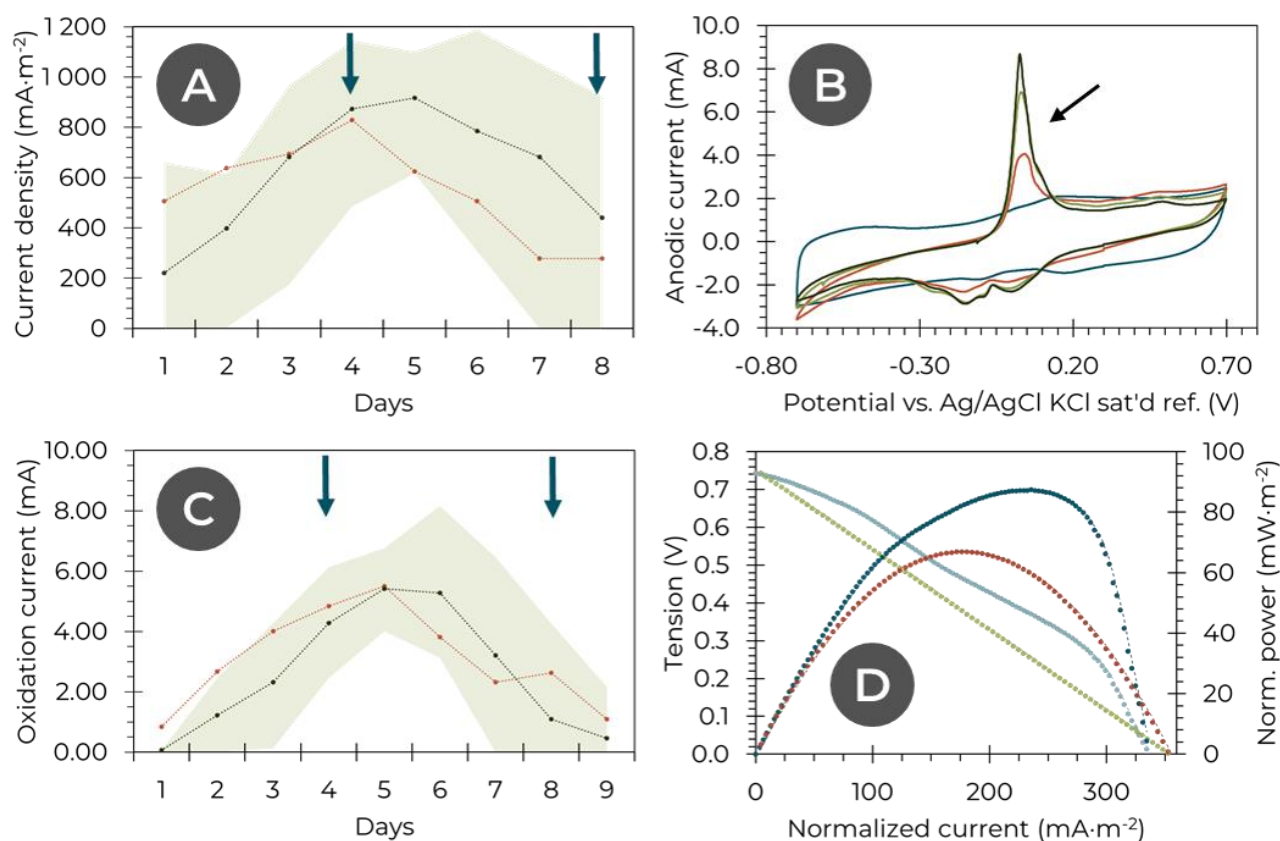 A
Current density (mA·m-2)
1200
1000
800
600
400
200
0
1 2 3 4 5 6 7 8
Days
B
Anodic current (mA)
10.0
8.0
6.0
4.0
2.0
0.0
-2.0
-4.0
-0.80 -0.30 0.20 0.70
Potential vs. Ag/AgCl KCl sat'd ref. (V)
C
Oxidation current (mA)
10.00
8.00
6.00
4.00
2.00
0.00
1 2 3 4 5 6 7 8 9
Days
D
Tension (V)
0.8
0.7
0.6
0.5
0.4
0.3
0.2
0.1
0.0
100
80
60
40
20
0
Norm. power (mW·m-2)
0 100 200 300
Normalized current (mA·m-2)